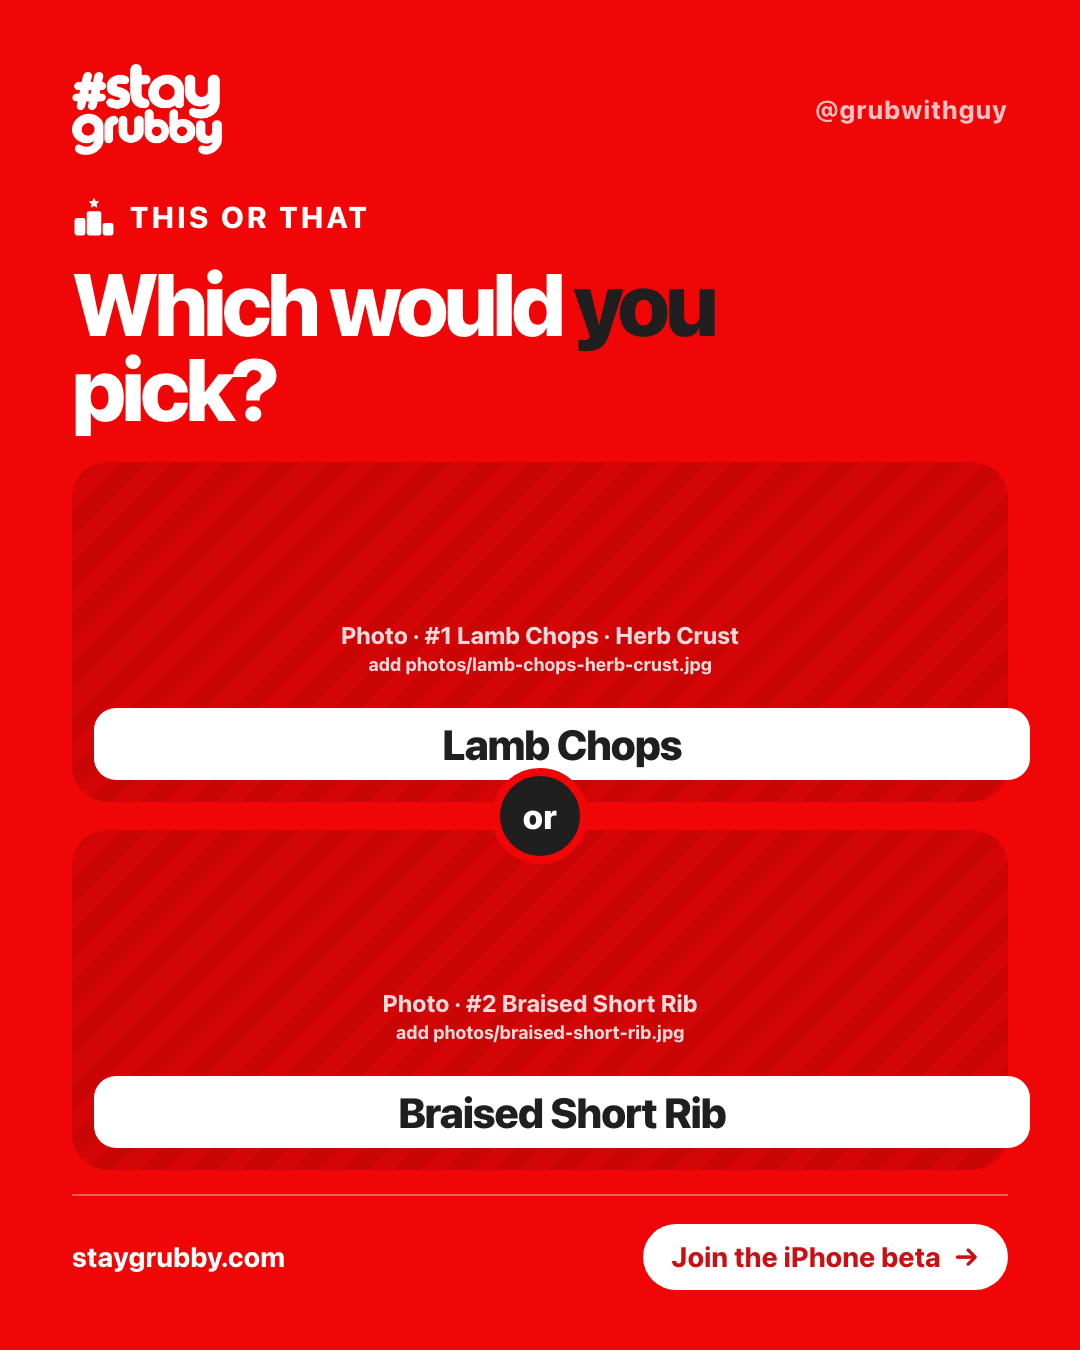 #stay
grubby
@grubwithguy
THIS OR THAT
Which would you
pick?
Photo · #1 Lamb Chops · Herb Crust
add photos/lamb-chops-herb-crust.jpg
Lamb Chops
or
Photo · #2 Braised Short Rib
add photos/braised-short-rib.jpg
Braised Short Rib
staygrubby.com
Join the iPhone beta →